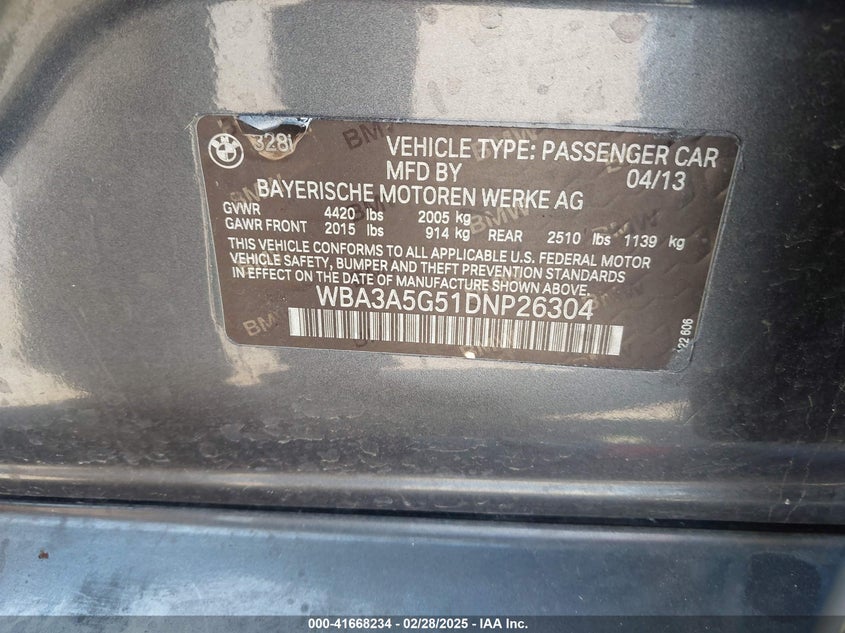 328i
VEHICLE TYPE: PASSENGER CAR
MFD BY 04/13
BAYERISCHE MOTOREN WERKE AG
GVWR 4420 lbs 2005 kg
GAWR FRONT 2015 lbs 914 kg REAR 2510 lbs 1139 kg
THIS VEHICLE CONFORMS TO ALL APPLICABLE U.S. FEDERAL MOTOR
VEHICLE SAFETY, BUMPER AND THEFT PREVENTION STANDARDS
IN EFFECT ON THE DATE OF MANUFACTURE SHOWN ABOVE.
WBA3A5G51DNP26304
000-41668234 / 02/28/2025 - IAA Inc.